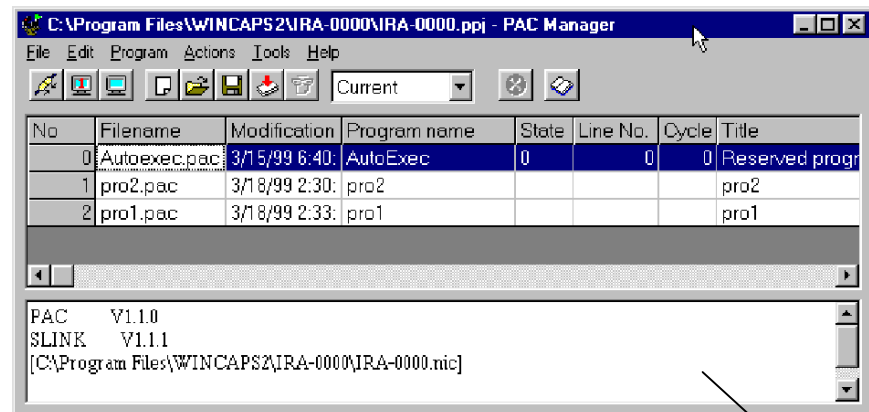 C:\Program Files\WINCAPS2\IRA-0000\IRA-0000.ppj - PAC Manager
File Edit Program Actions Tools Help
Current
No Filename Modification Program name State Line No. Cycle Title
0 Autoexec.pac 3/15/99 6:40: AutoExec 0 0 0 Reserved progr
1 pro2.pac 3/18/99 2:30: pro2 pro2
2 pro1.pac 3/18/99 2:33: pro1 pro1
PAC V1.1.0
SLINK V1.1.1
[C:\Program Files\WINCAPS2\IRA-0000\IRA-0000.nic]